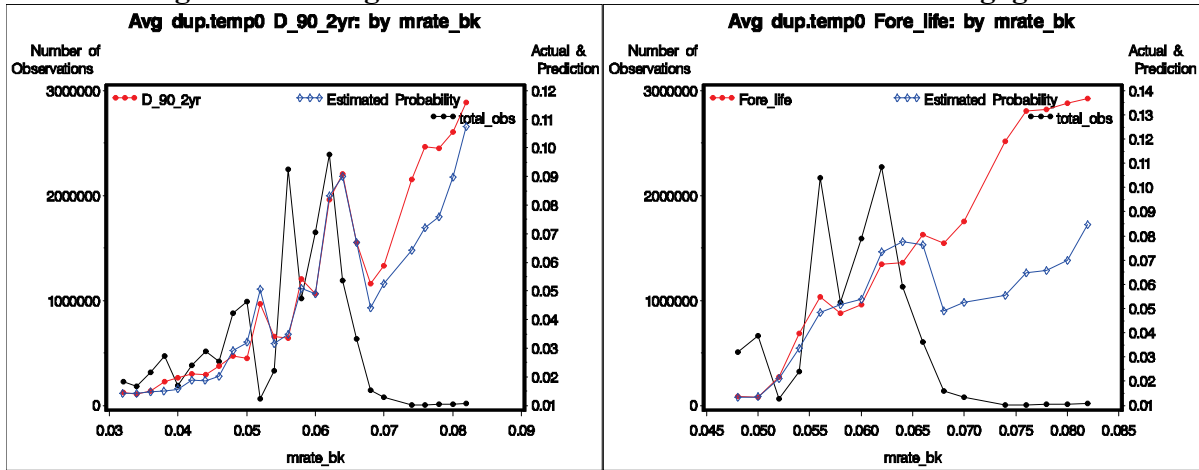 Avg dup.temp0 D_90_2yr: by mrate_bk
Number of
Observations
Actual &
Prediction
D_90_2yr
Estimated Probability
total_obs
3000000
2000000
1000000
0
0.12
0.11
0.10
0.09
0.08
0.07
0.06
0.05
0.04
0.03
0.02
0.01
0.03
0.04
0.05
0.06
0.07
0.08
0.09
mrate_bk
Avg dup.temp0 Fore_life: by mrate_bk
Number of
Observations
Actual &
Prediction
Fore_life
Estimated Probability
total_obs
3000000
2000000
1000000
0
0.14
0.13
0.12
0.11
0.10
0.09
0.08
0.07
0.06
0.05
0.04
0.03
0.02
0.01
0.045
0.050
0.055
0.060
0.065
0.070
0.075
0.080
0.085
mrate_bk